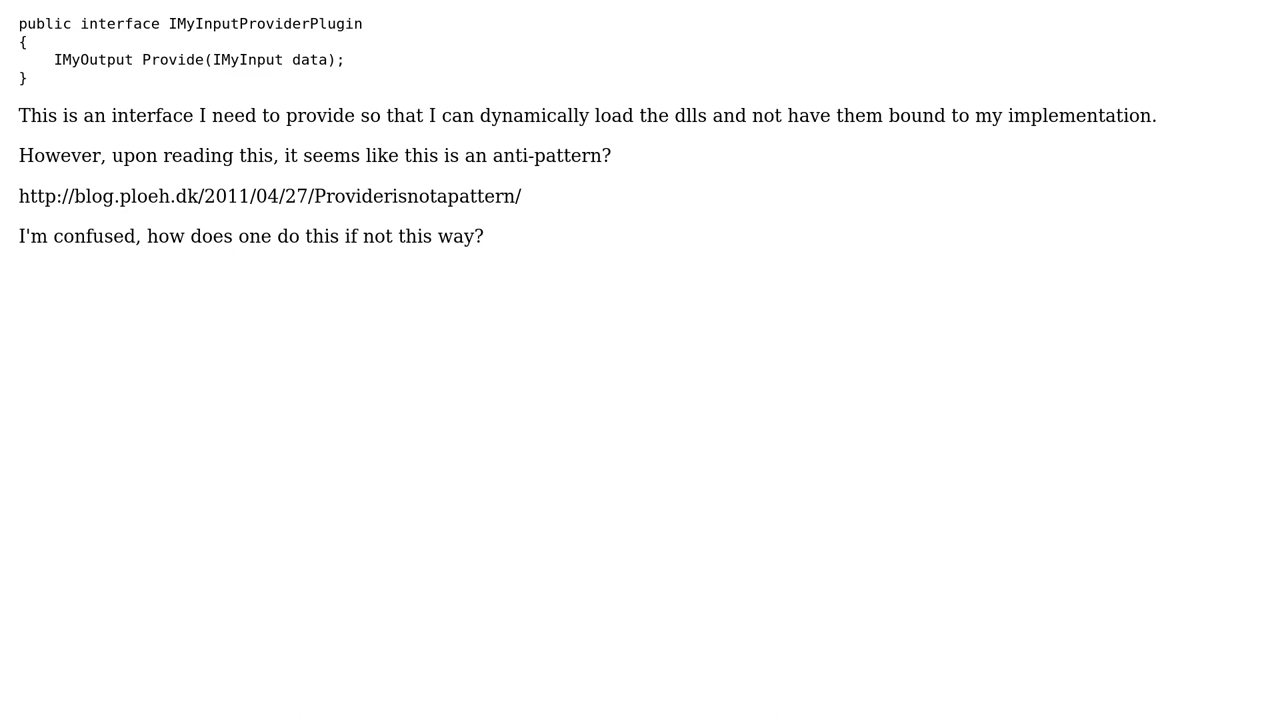 public interface IMyInputProviderPlugin
{
    IMyOutput Provide(IMyInput data);
}
This is an interface I need to provide so that I can dynamically load the dlls and not have them bound to my implementation.
However, upon reading this, it seems like this is an anti-pattern?
http://blog.ploeh.dk/2011/04/27/Providerisnotapattern/
I'm confused, how does one do this if not this way?